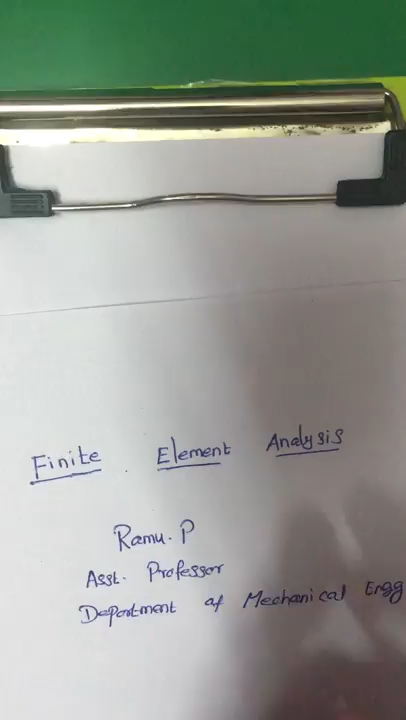 Finite Element Analysis
Ramu. P
Asst. Professor
Department of Mechanical Engg